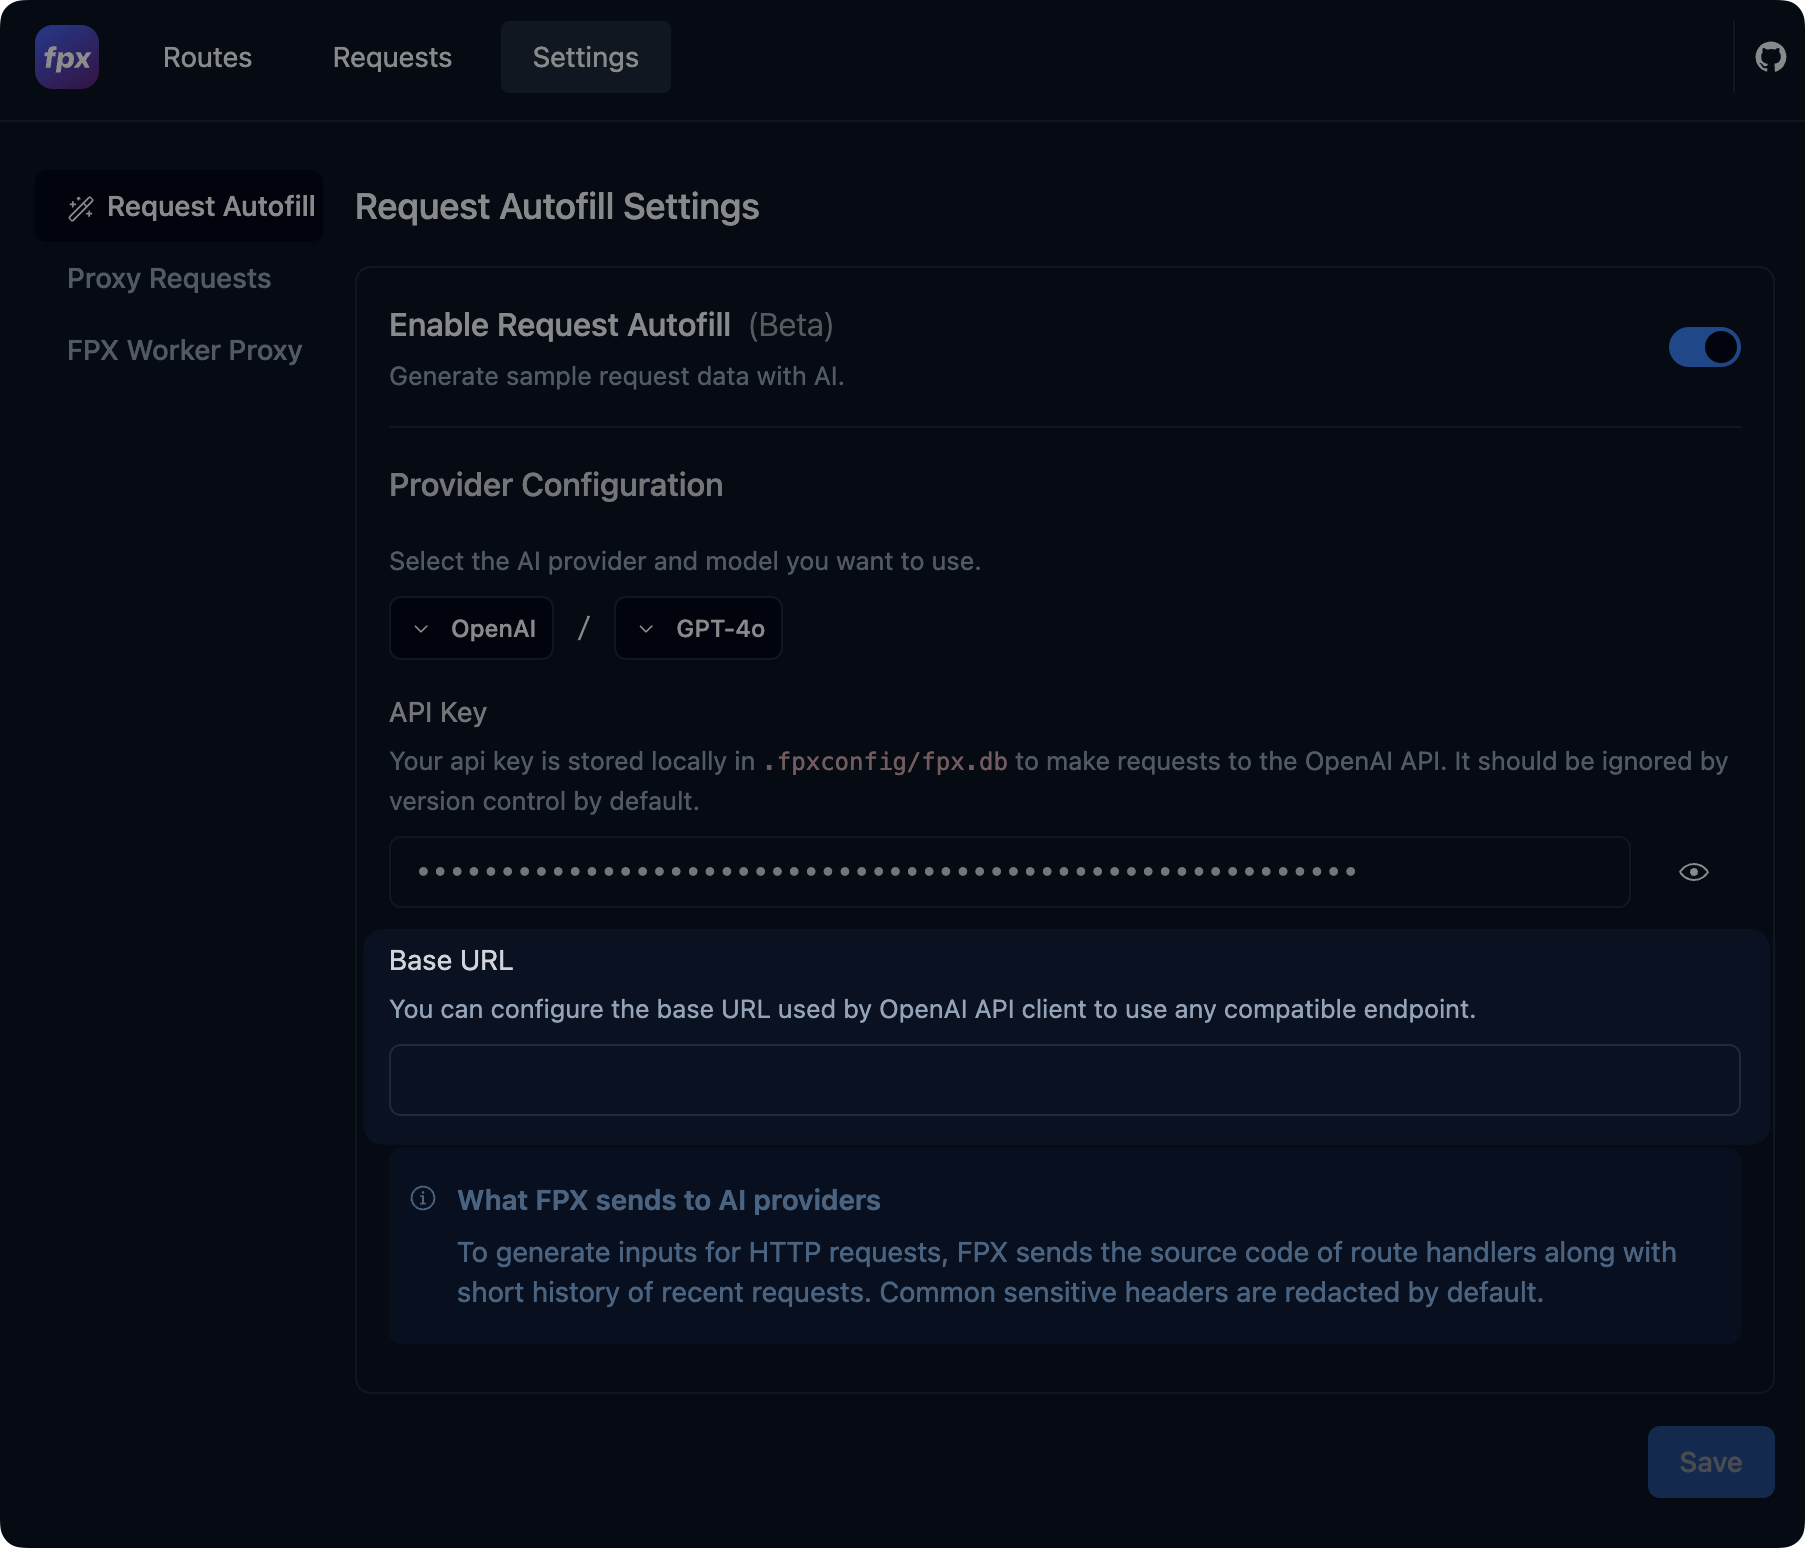 fpx
Routes
Requests
Settings
Request Autofill
Proxy Requests
FPX Worker Proxy
Request Autofill Settings
Enable Request Autofill (Beta)
Generate sample request data with AI.
Provider Configuration
Select the AI provider and model you want to use.
OpenAI / GPT-4o
API Key
Your api key is stored locally in .fpxconfig/fpx.db to make requests to the OpenAI API. It should be ignored by
version control by default.
••••••••••••••••••••••••••••••••••••••••••••••••••••••••
Base URL
You can configure the base URL used by OpenAI API client to use any compatible endpoint.
What FPX sends to AI providers
To generate inputs for HTTP requests, FPX sends the source code of route handlers along with
short history of recent requests. Common sensitive headers are redacted by default.
Save